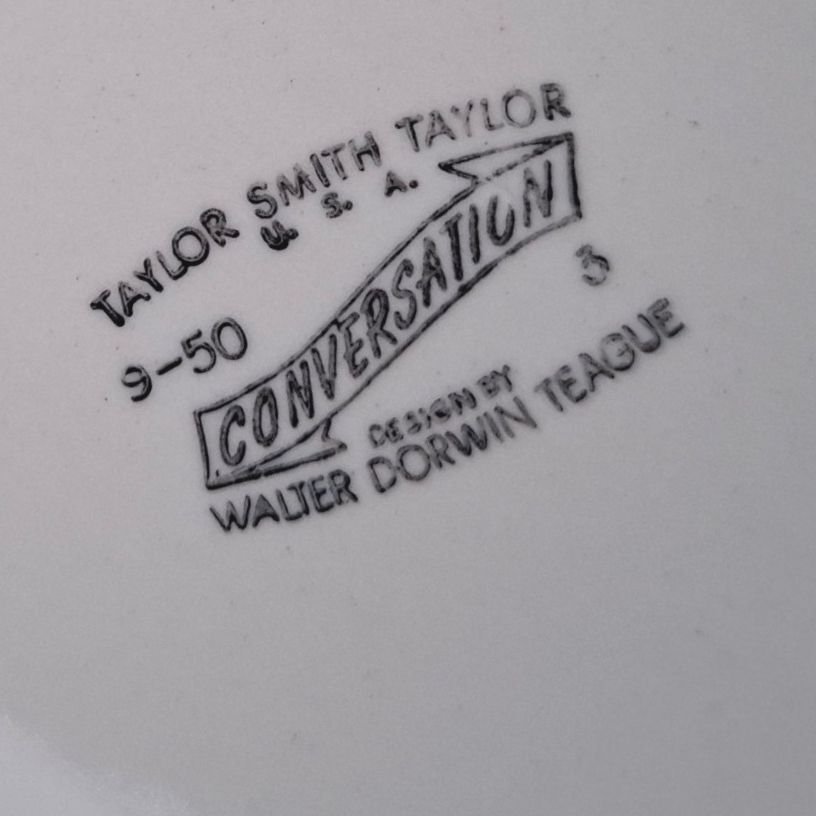 TAYLOR SMITH TAYLOR
U. S. A.
9-50
CONVERSATION
3
DESIGN BY
WALTER DORWIN TEAGUE